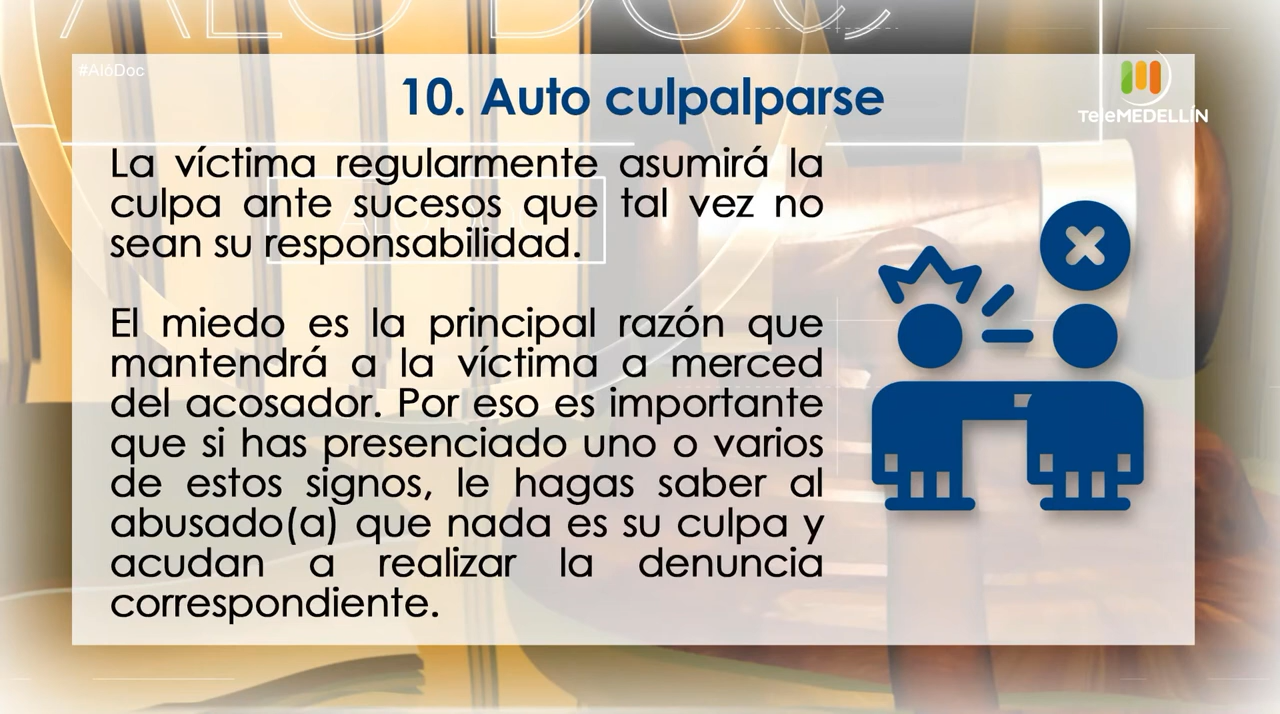 ALÓ DOC
#AlóDoc
10. Auto culpalparse
TeleMEDELLÍN
La víctima regularmente asumirá la
culpa ante sucesos que tal vez no
sean su responsabilidad.
El miedo es la principal razón que
mantendrá a la víctima a merced
del acosador. Por eso es importante
que si has presenciado uno o varios
de estos signos, le hagas saber al
abusado(a) que nada es su culpa y
acudan a realizar la denuncia
correspondiente.